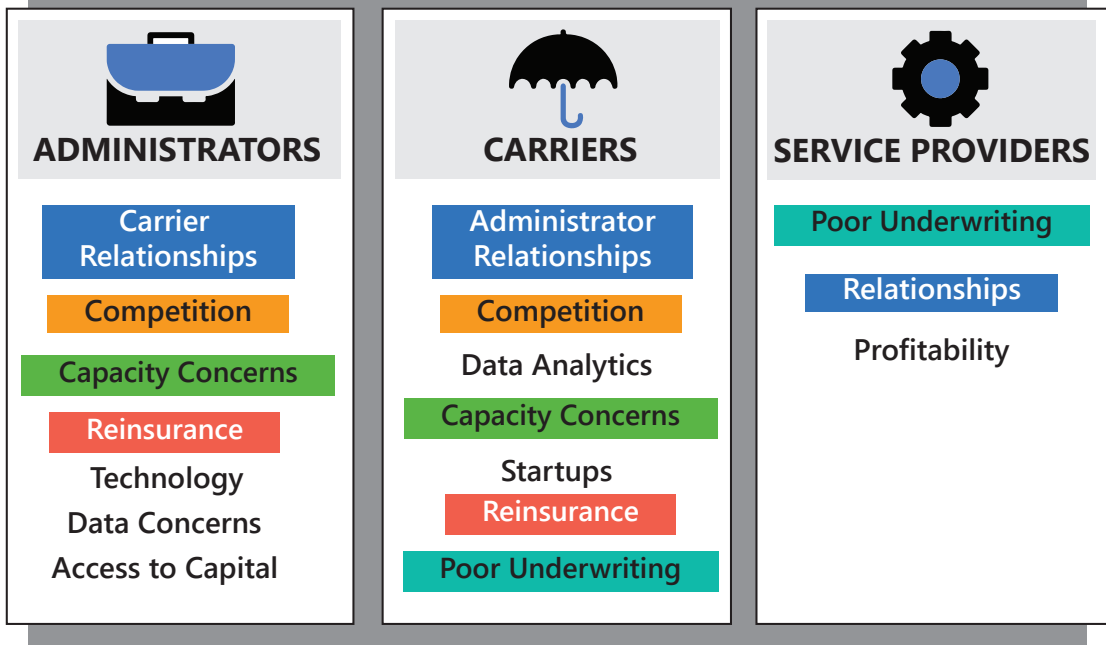 ADMINISTRATORS
Carrier
Relationships
Competition
Capacity Concerns
Reinsurance
Technology
Data Concerns
Access to Capital
CARRIERS
Administrator
Relationships
Competition
Data Analytics
Capacity Concerns
Startups
Reinsurance
Poor Underwriting
SERVICE PROVIDERS
Poor Underwriting
Relationships
Profitability